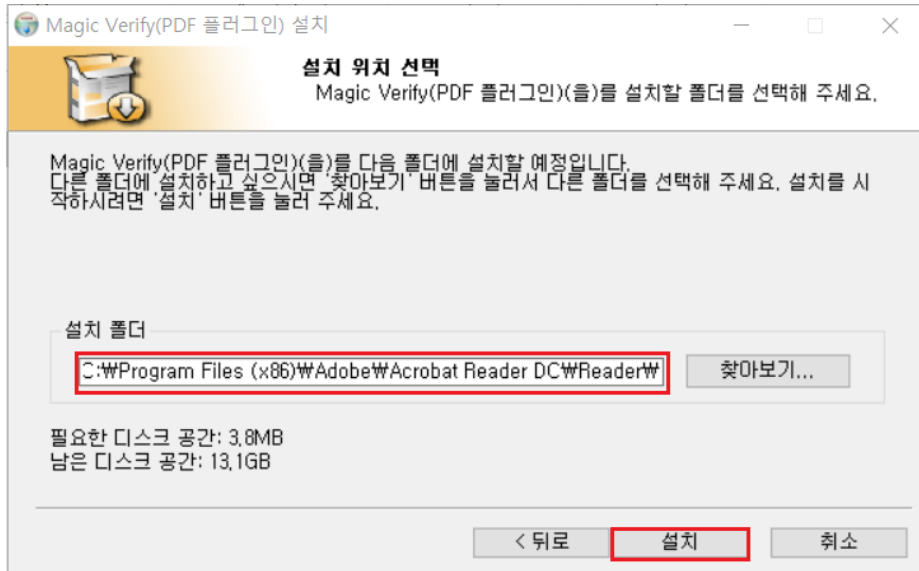 Magic Verify(PDF 플러그인) 설치
설치 위치 선택
Magic Verify(PDF 플러그인)(을)를 설치할 폴더를 선택해 주세요.
Magic Verify(PDF 플러그인)(을)를 다음 폴더에 설치할 예정입니다.
다른 폴더에 설치하고 싶으시면 '찾아보기' 버튼을 눌러서 다른 폴더를 선택해 주세요. 설치를 시
작하시려면 '설치' 버튼을 눌러 주세요.
설치 폴더
C:₩Program Files (x86)₩Adobe₩Acrobat Reader DC₩Reader₩
찾아보기...
필요한 디스크 공간: 3.8MB
남은 디스크 공간: 13.1GB
< 뒤로
설치
취소